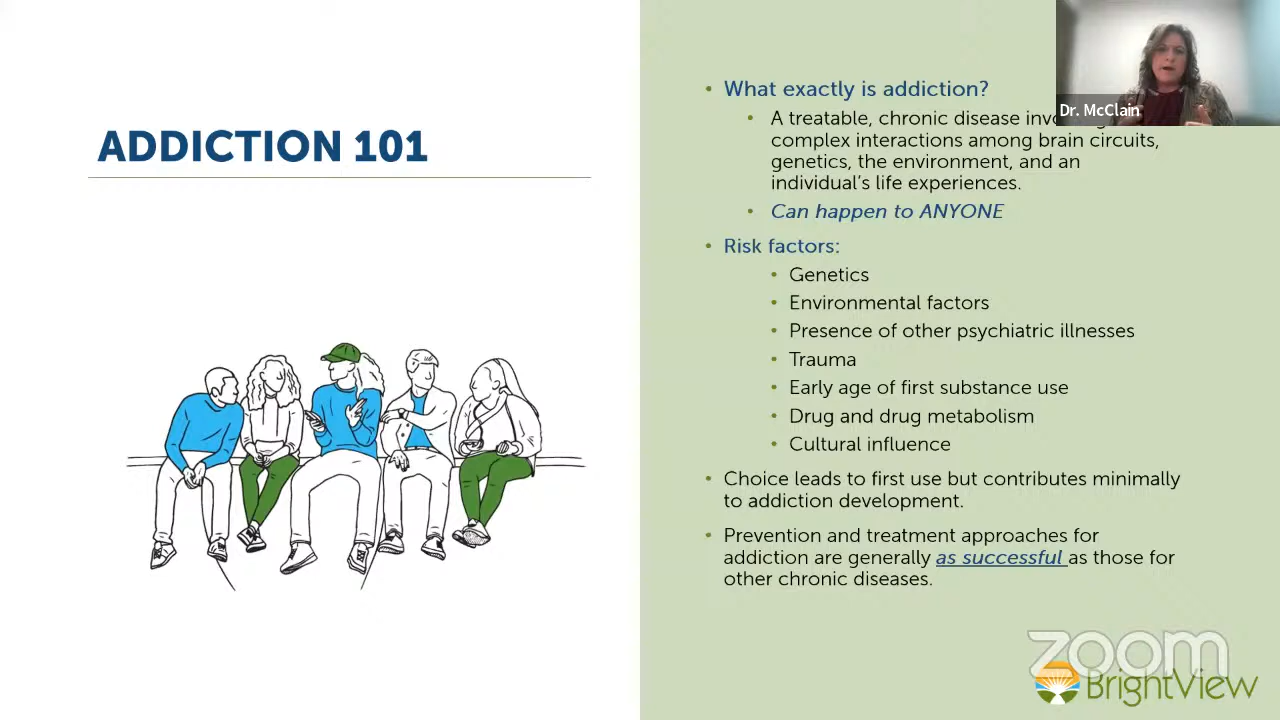 ADDICTION 101
• What exactly is addiction?
• A treatable, chronic disease
complex interactions among brain circuits,
genetics, the environment, and an
individual's life experiences.
• Can happen to ANYONE
• Risk factors:
• Genetics
• Environmental factors
• Presence of other psychiatric illnesses
• Trauma
• Early age of first substance use
• Drug and drug metabolism
• Cultural influence
• Choice leads to first use but contributes minimally
to addiction development.
• Prevention and treatment approaches for
addiction are generally as successful as those for
other chronic diseases.
Dr. McClain
zoom
BrightView